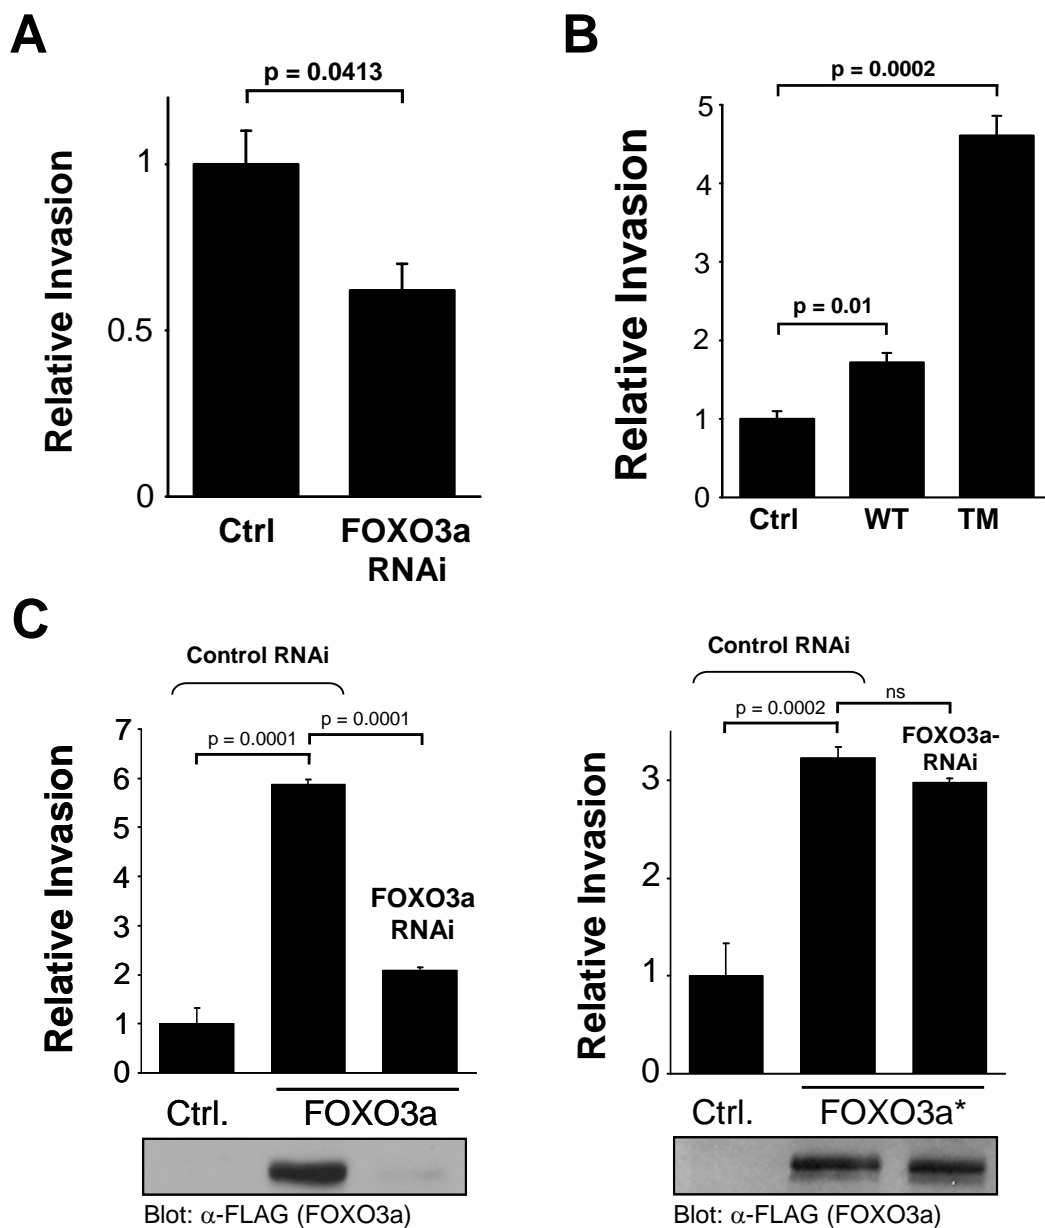 A
p = 0.0413
Relative Invasion
1
0.5
0
Ctrl
FOXO3a
RNAi
B
p = 0.0002
p = 0.01
Relative Invasion
5
4
3
2
1
0
Ctrl
WT
TM
C
Control RNAi
p = 0.0001
p = 0.0001
Relative Invasion
7
6
5
4
3
2
1
0
FOXO3a
RNAi
Ctrl.
FOXO3a
Blot: α-FLAG (FOXO3a)
Control RNAi
p = 0.0002
ns
FOXO3a-
RNAi
Relative Invasion
3
2
1
0
Ctrl.
FOXO3a*
Blot: α-FLAG (FOXO3a)